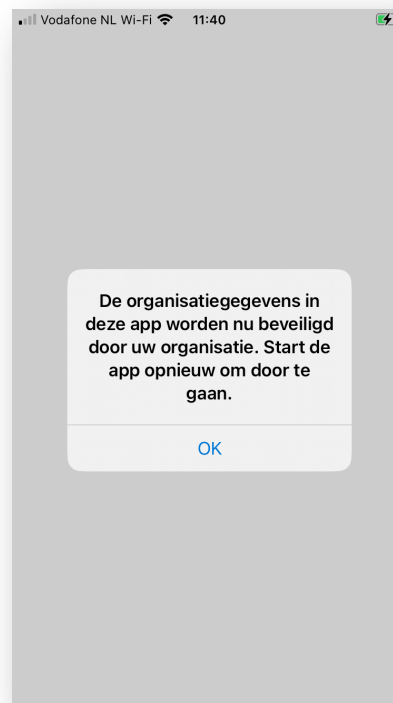 Vodafone NL Wi-Fi 11:40
De organisatiegegevens in
deze app worden nu beveiligd
door uw organisatie. Start de
app opnieuw om door te
gaan.
OK